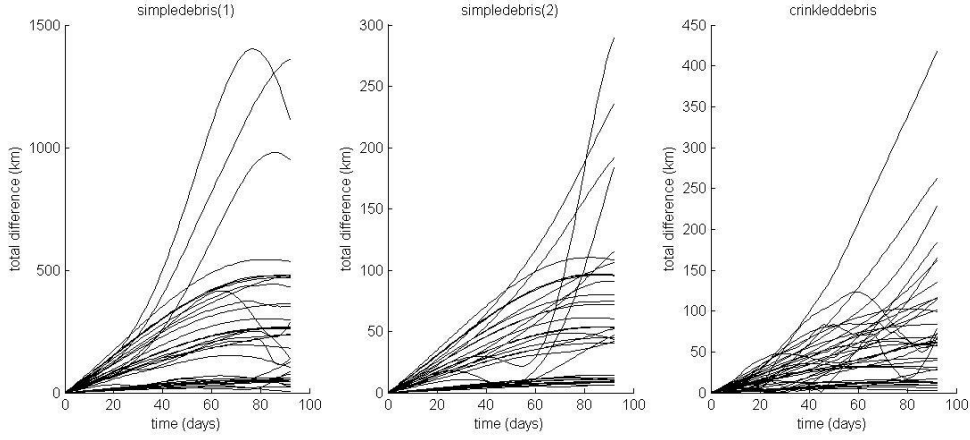 simpledebris(1)
total difference (km)
1500
1000
500
0
0 20 40 60 80 100
time (days)
simpledebris(2)
total difference (km)
300
250
200
150
100
50
0
0 20 40 60 80 100
time (days)
crinkleddebris
total difference (km)
450
400
350
300
250
200
150
100
50
0
0 20 40 60 80 100
time (days)